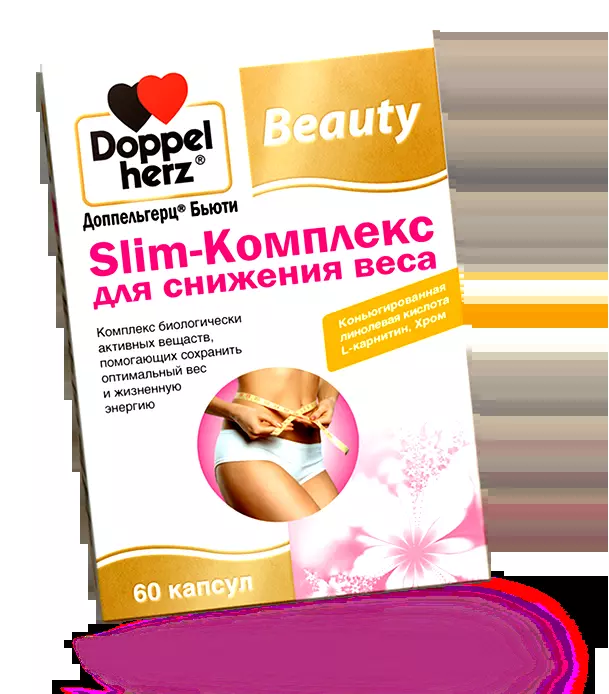 Doppel
herz®
Beauty
Доппельгерц® Бьюти
Slim-Комплекс
для снижения веса
Коньюгированная
линолевая кислота
L-карнитин, Хром
Комплекс биологически
активных веществ,
помогающих сохранить
оптимальный вес
и жизненную
энергию
60 капсул